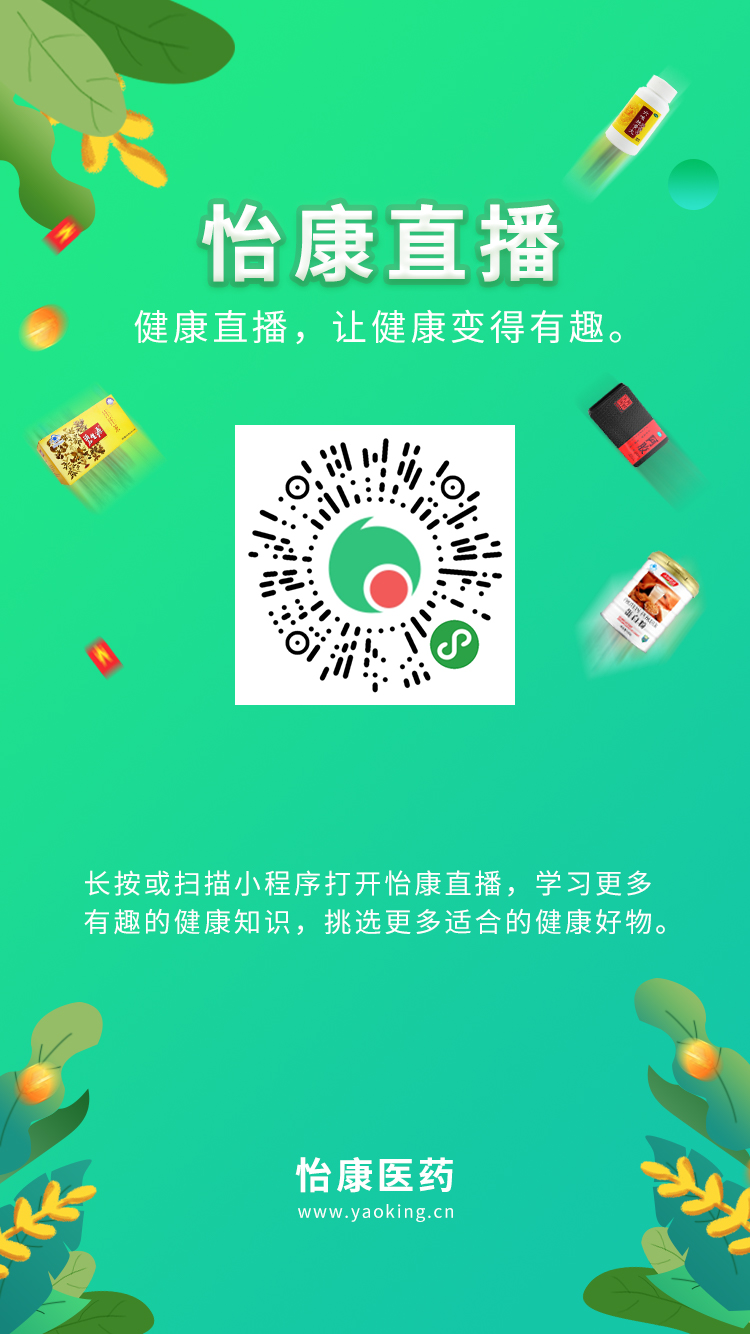 怡康直播
健康直播，让健康变得有趣。
长按或扫描小程序打开怡康直播，学习更多
有趣的健康知识，挑选更多适合的健康好物。
怡康医药
www.yaoking.cn